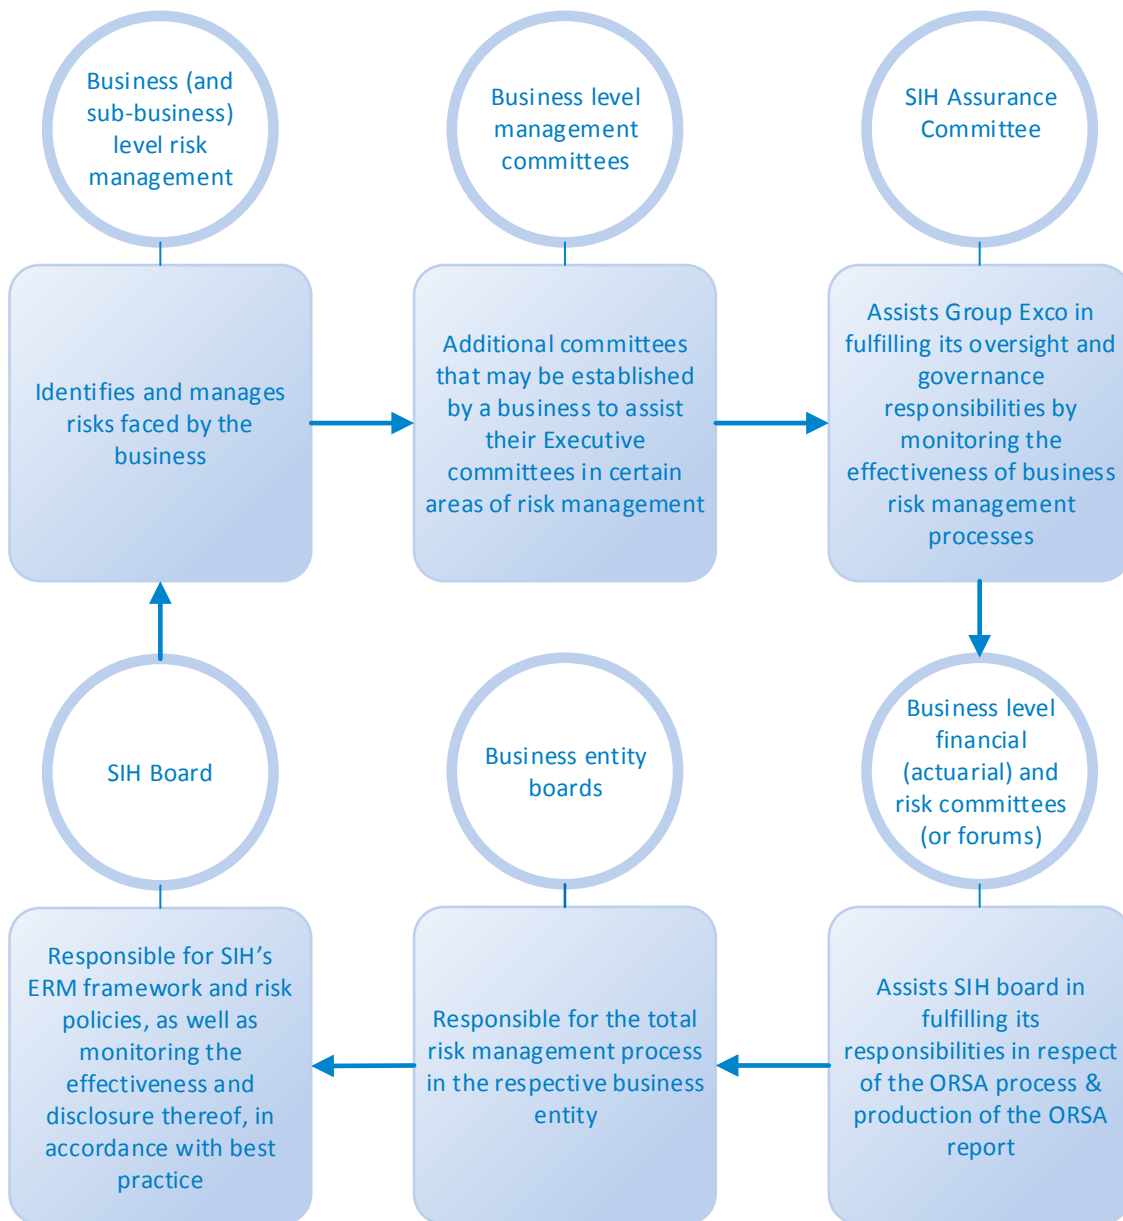 Business (and
sub-business)
level risk
management
Business level
management
committees
SIH Assurance
Committee
Identifies and manages
risks faced by the
business
Additional committees
that may be established
by a business to assist
their Executive
committees in certain
areas of risk management
Assists Group Exco in
fulfilling its oversight and
governance
responsibilities by
monitoring the
effectiveness of business
risk management
processes
SIH Board
Business entity
boards
Business level
financial
(actuarial) and
risk committees
(or forums)
Responsible for SIH’s
ERM framework and risk
policies, as well as
monitoring the
effectiveness and
disclosure thereof, in
accordance with best
practice
Responsible for the total
risk management process
in the respective business
entity
Assists SIH board in
fulfilling its
responsibilities in respect
of the ORSA process &
production of the ORSA
report